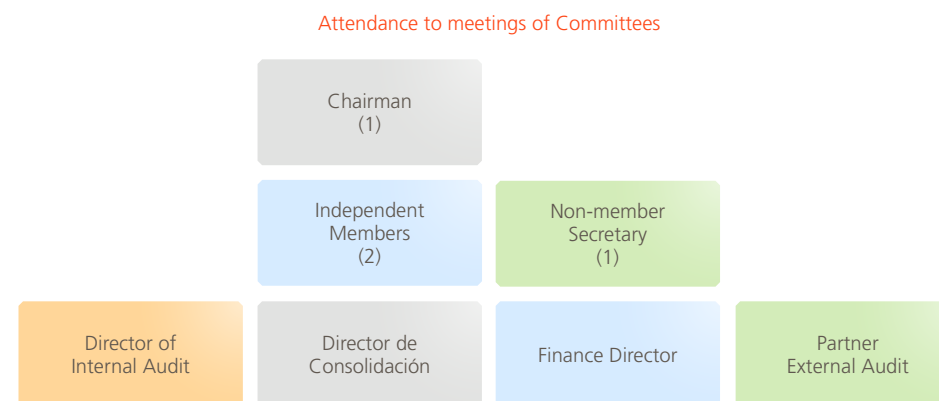 Attendance to meetings of Committees
Chairman
(1)
Independent
Members
(2)
Non-member
Secretary
(1)
Director of
Internal Audit
Director de
Consolidación
Finance Director
Partner
External Audit